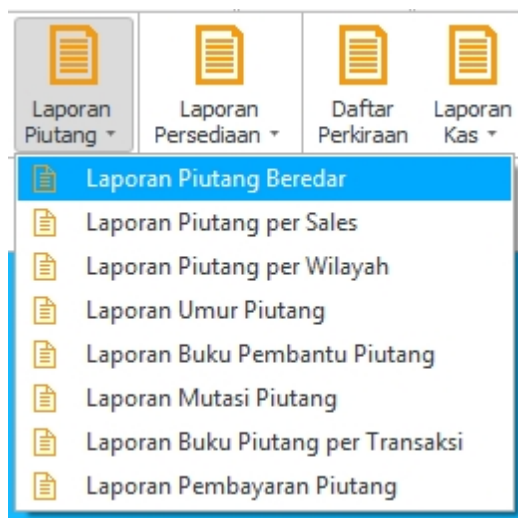 Laporan Piutang
Laporan Persediaan
Daftar Perkiraan
Laporan Kas
Laporan Piutang Beredar
Laporan Piutang per Sales
Laporan Piutang per Wilayah
Laporan Umur Piutang
Laporan Buku Pembantu Piutang
Laporan Mutasi Piutang
Laporan Buku Piutang per Transaksi
Laporan Pembayaran Piutang